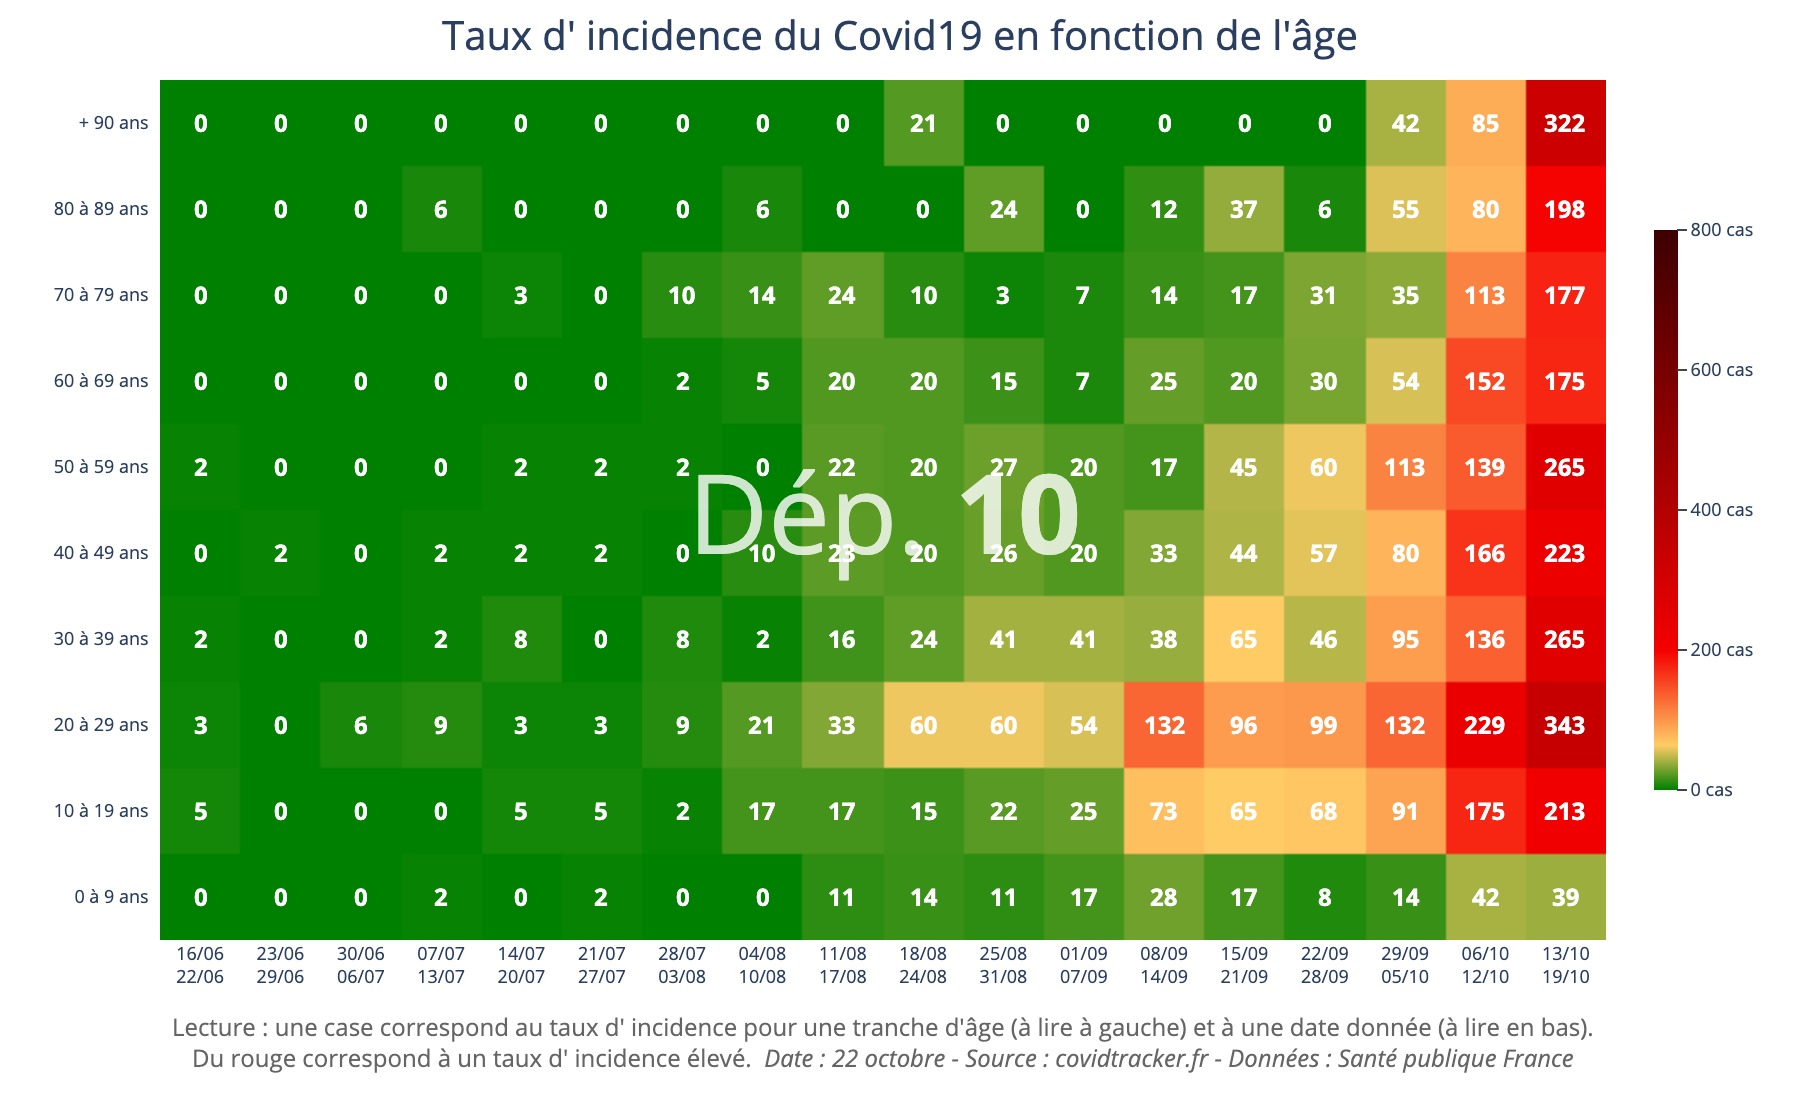 Taux d' incidence du Covid19 en fonction de l'âge
+ 90 ans 0 0 0 0 0 0 0 0 0 21 0 0 0 0 0 42 85 322
80 à 89 ans 0 0 0 6 0 0 0 6 0 0 24 0 12 37 6 55 80 198
70 à 79 ans 0 0 0 0 3 0 10 14 24 10 3 7 14 17 31 35 113 177
60 à 69 ans 0 0 0 0 0 0 2 5 20 20 15 7 25 20 30 54 152 175
50 à 59 ans 2 0 0 0 2 2 2 0 22 20 27 20 17 45 60 113 139 265
Dép. 10
40 à 49 ans 0 2 0 2 2 2 0 10 23 20 26 20 33 44 57 80 166 223
30 à 39 ans 2 0 0 2 8 0 8 2 16 24 41 41 38 65 46 95 136 265
20 à 29 ans 3 0 6 9 3 3 9 21 33 60 60 54 132 96 99 132 229 343
10 à 19 ans 5 0 0 0 5 5 2 17 17 15 22 25 73 65 68 91 175 213
0 à 9 ans 0 0 0 2 0 2 0 0 11 14 11 17 28 17 8 14 42 39
16/06 23/06 30/06 07/07 14/07 21/07 28/07 04/08 11/08 18/08 25/08 01/09 08/09 15/09 22/09 29/09 06/10 13/10
22/06 29/06 06/07 13/07 20/07 27/07 03/08 10/08 17/08 24/08 31/08 07/09 14/09 21/09 28/09 05/10 12/10 19/10
800 cas
600 cas
400 cas
200 cas
0 cas
Lecture : une case correspond au taux d' incidence pour une tranche d'âge (à lire à gauche) et à une date donnée (à lire en bas).
Du rouge correspond à un taux d' incidence élevé. Date : 22 octobre - Source : covidtracker.fr - Données : Santé publique France